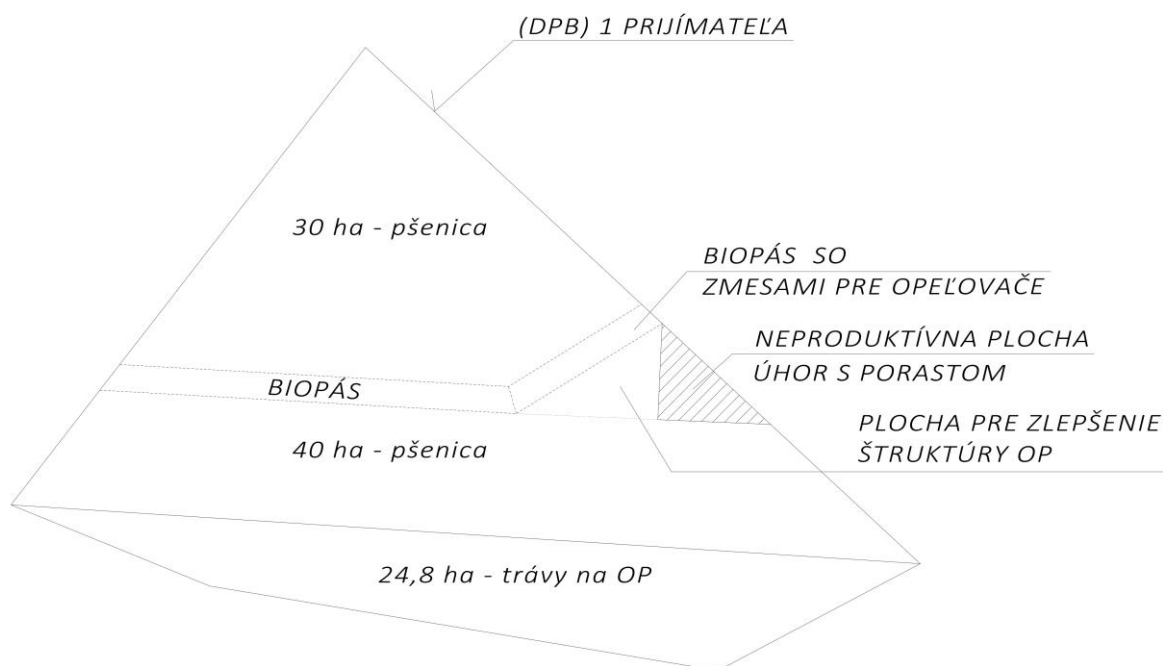 (DPB) 1 PRIJÍMATEĽA
30 ha - pšenica
BIOPÁS SO
ZMESAMI PRE OPEĽOVAČE
NEPRODUKTÍVNA PLOCHA
ÚHOR S PORASTOM
BIOPÁS
PLOCHA PRE ZLEPŠENIE
ŠTRUKTÚRY OP
40 ha - pšenica
24,8 ha - trávy na OP